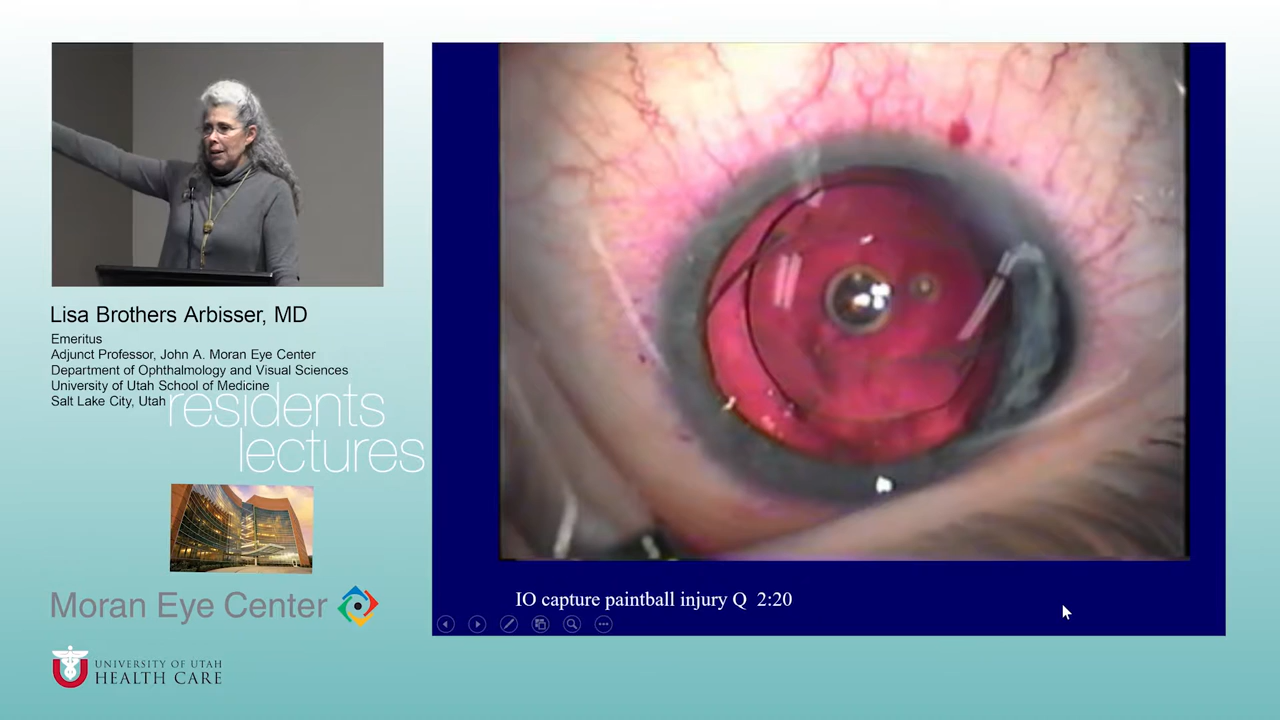 Lisa Brothers Arbisser, MD
Emeritus
Adjunct Professor, John A. Moran Eye Center
Department of Ophthalmology and Visual Sciences
University of Utah School of Medicine
Salt Lake City, Utah
residents
lectures
Moran Eye Center
U
UNIVERSITY OF UTAH
HEALTH CARE
IO capture paintball injury Q 2:20